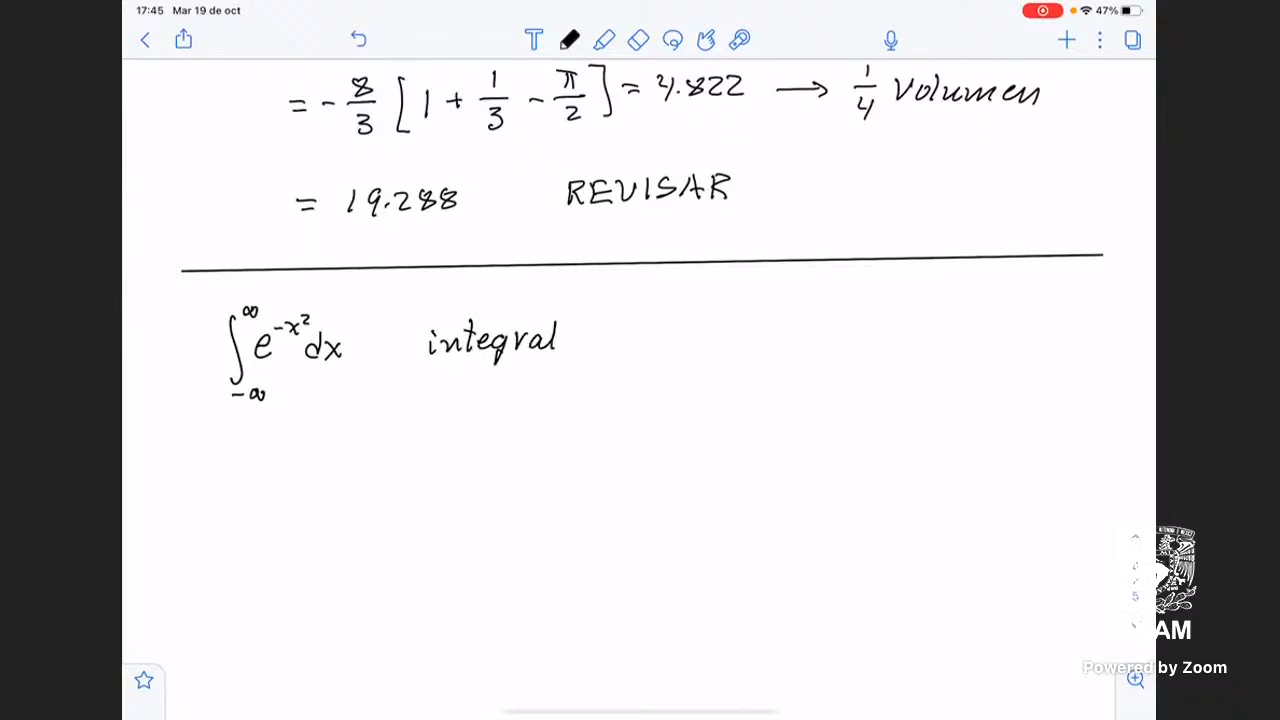 17:45 Mar 19 de oct 47%
= - 8/3 [1 + 1/3 - π/2] = 4.822 → 1/4 Volumen
= 19.288 REVISAR
∫_{-∞}^{∞} e^{-x^2} dx integral
Powered by Zoom